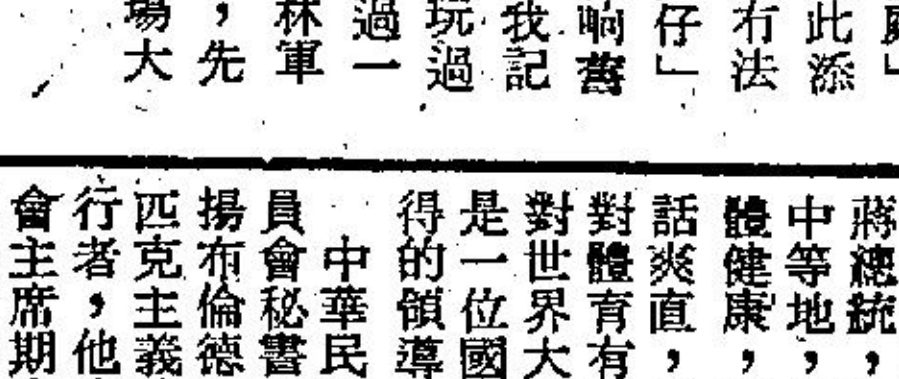 此添
冇法
仔」
响舊
我記
玩過
過一
林軍
，先
場大
蔣總統，
中等地，
體健康，
話爽直，
對體育有
對世界大
是一位國
得的領導
中華民
員會秘書
揚布倫德
匹克主義
行者，他
會主席期